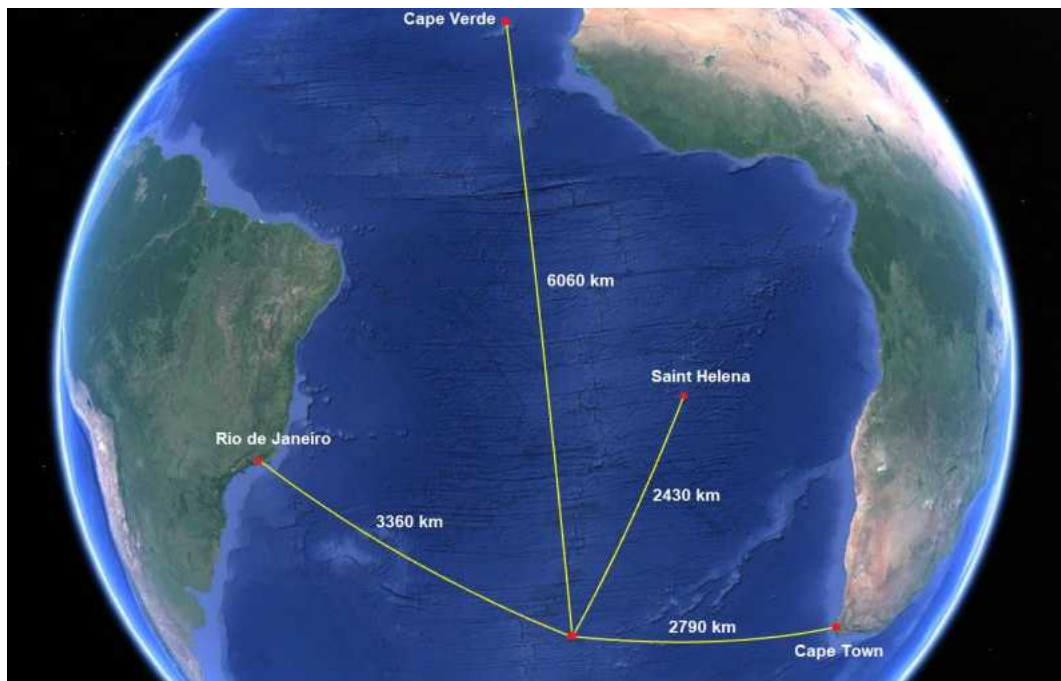 Cape Verde
6060 km
Saint Helena
Rio de Janeiro
2430 km
3360 km
2790 km
Cape Town